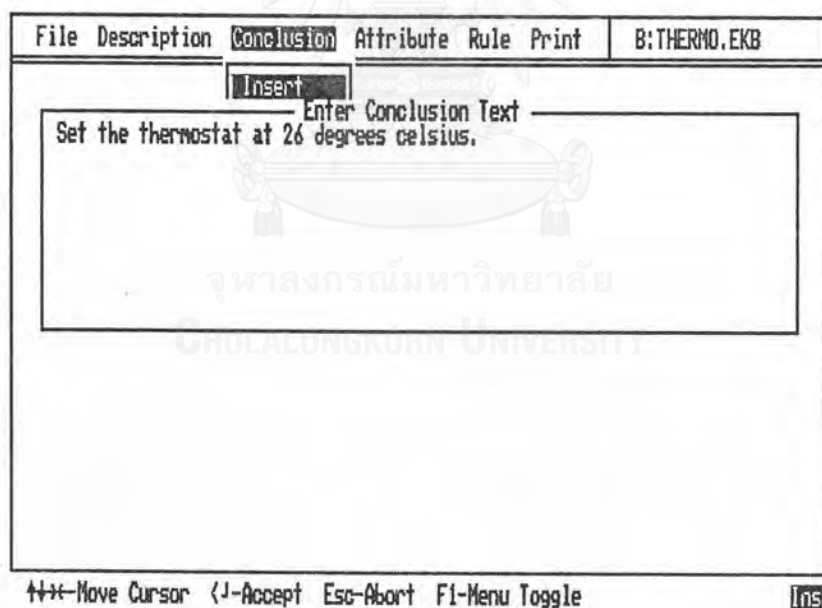 File Description Conclusion Attribute Rule Print B:THERMO.EKB
Insert
Enter Conclusion Text
Set the thermostat at 26 degrees celsius.
จุฬาลงกรณ์มหาวิทยาลัย
CHULALONGKORN UNIVERSITY
-Move Cursor -Accept Esc-Abort F1-Menu Toggle Ins